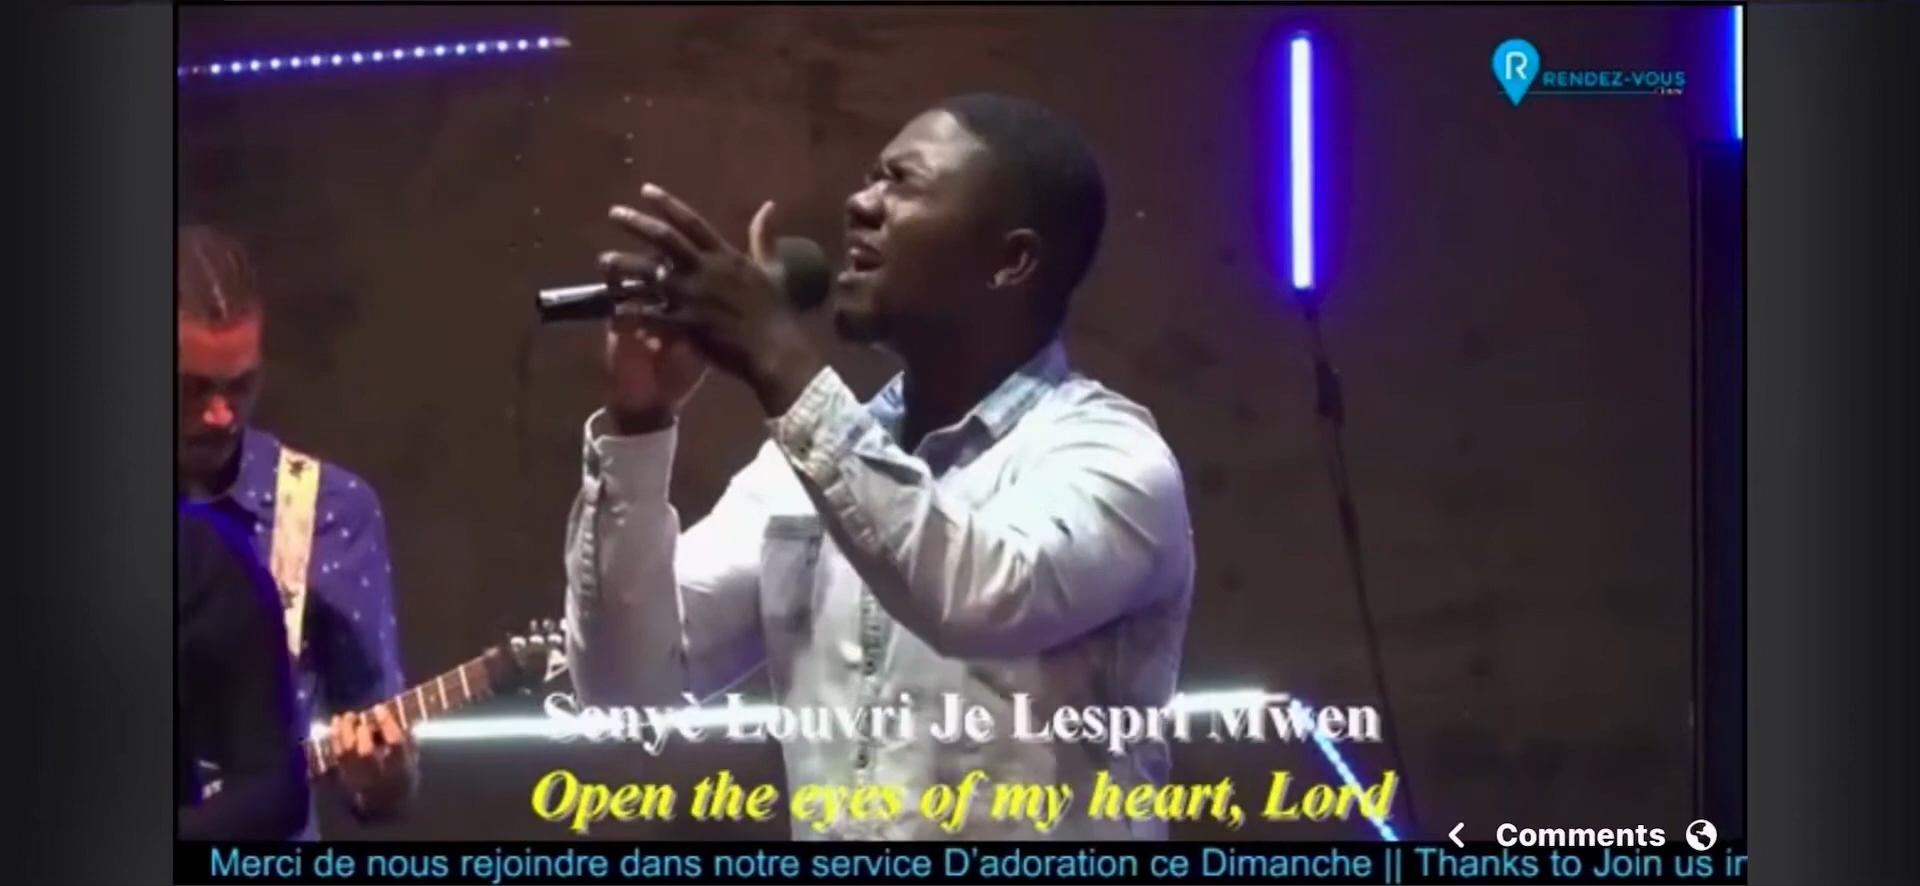 RENDEZ-VOUS
Senyè Louvri Je Lespri Mwen
Open the eyes of my heart, Lord
Comments
Merci de nous rejoindre dans notre service D'adoration ce Dimanche || Thanks to Join us in